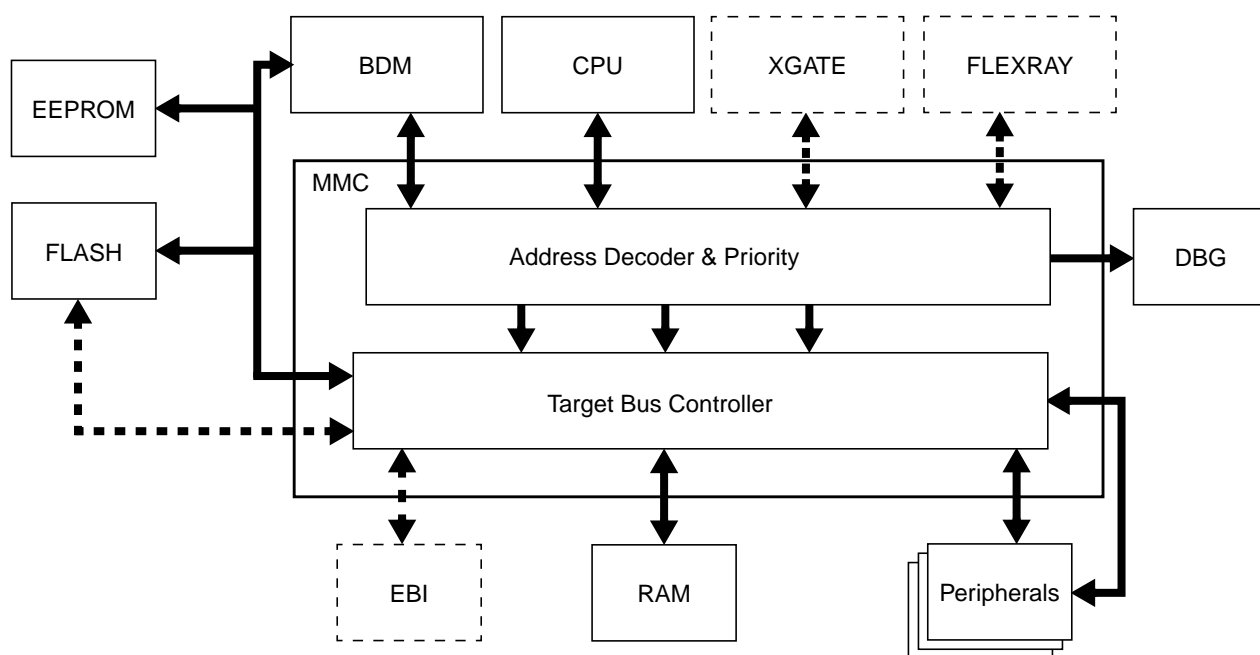 BDM
CPU
XGATE
FLEXRAY
EEPROM
MMC
FLASH
Address Decoder & Priority
DBG
Target Bus Controller
EBI
RAM
Peripherals